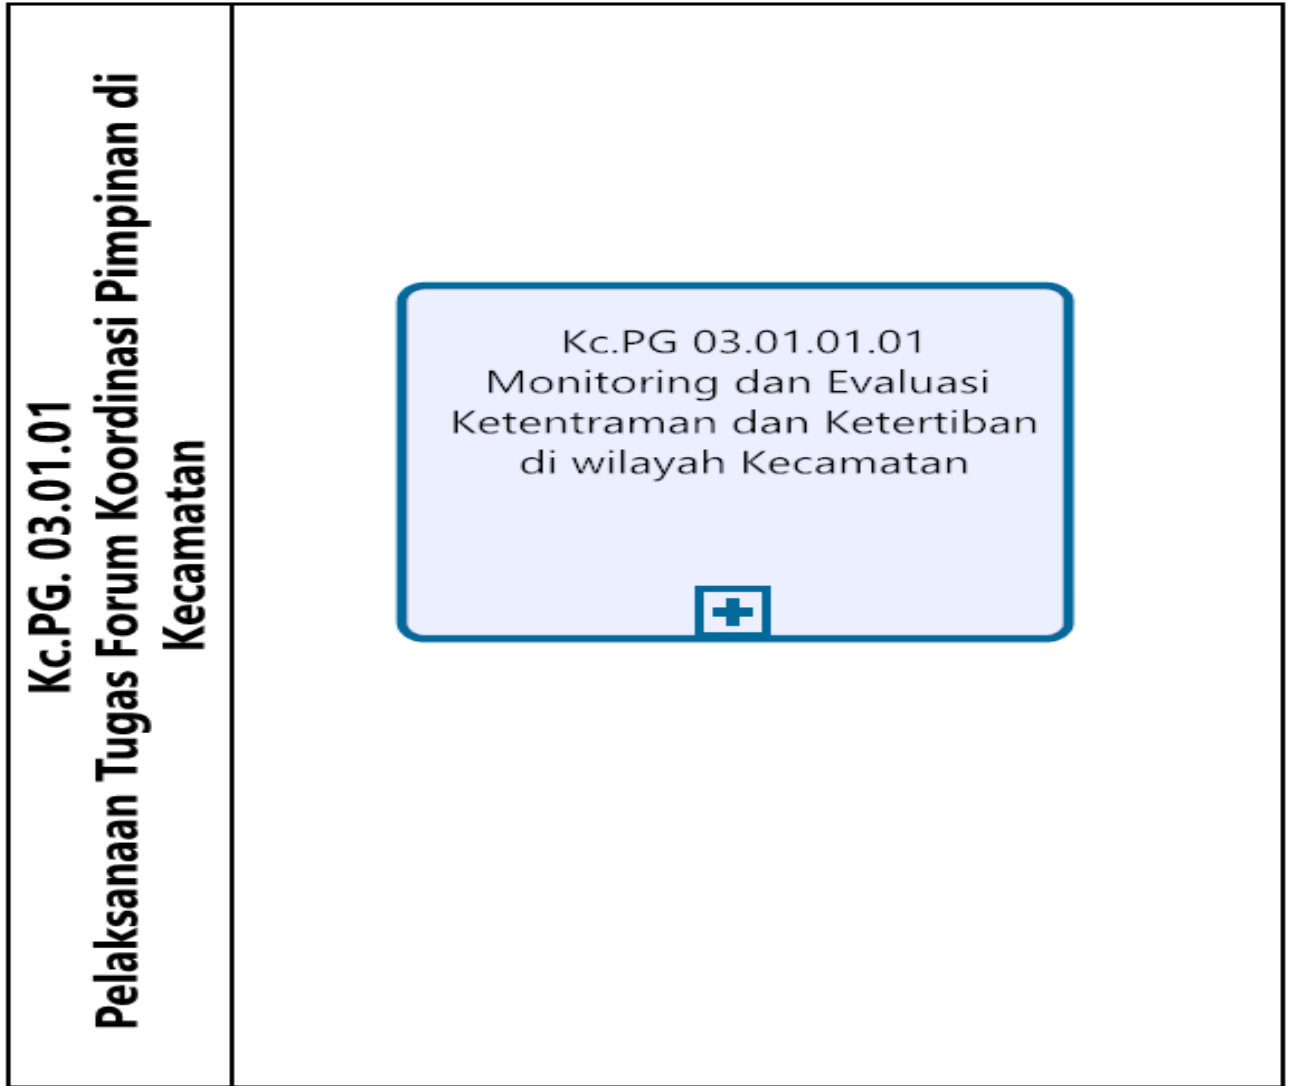 Kc.PG. 03.01.01
Pelaksanaan Tugas Forum Koordinasi Pimpinan di
Kecamatan
Kc.PG 03.01.01.01
Monitoring dan Evaluasi
Ketentraman dan Ketertiban
di wilayah Kecamatan